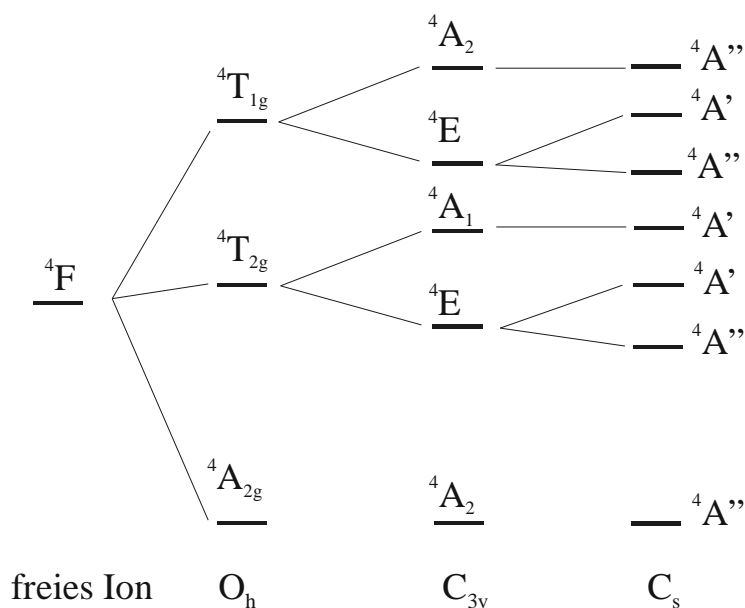 ⁴A₂
⁴A”
⁴T₁g
⁴A’
⁴E
⁴A”
⁴A₁
⁴A’
⁴T₂g
⁴F
⁴A’
⁴E
⁴A”
⁴A₂g
⁴A₂
⁴A”
freies Ion Oₕ C₃ᵥ Cₛ